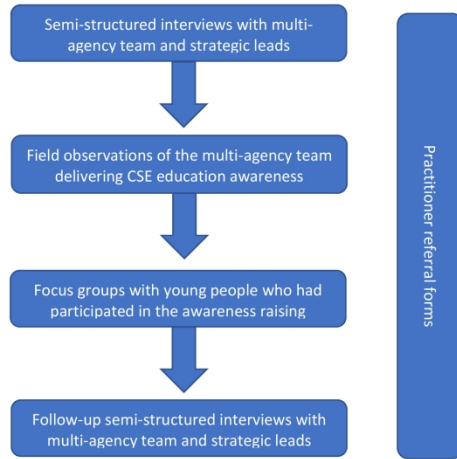 Semi-structured interviews with multi-
agency team and strategic leads
Field observations of the multi-agency team
delivering CSE education awareness
Focus groups with young people who had
participated in the awareness raising
Follow-up semi-structured interviews with
multi-agency team and strategic leads
Practitioner referral forms